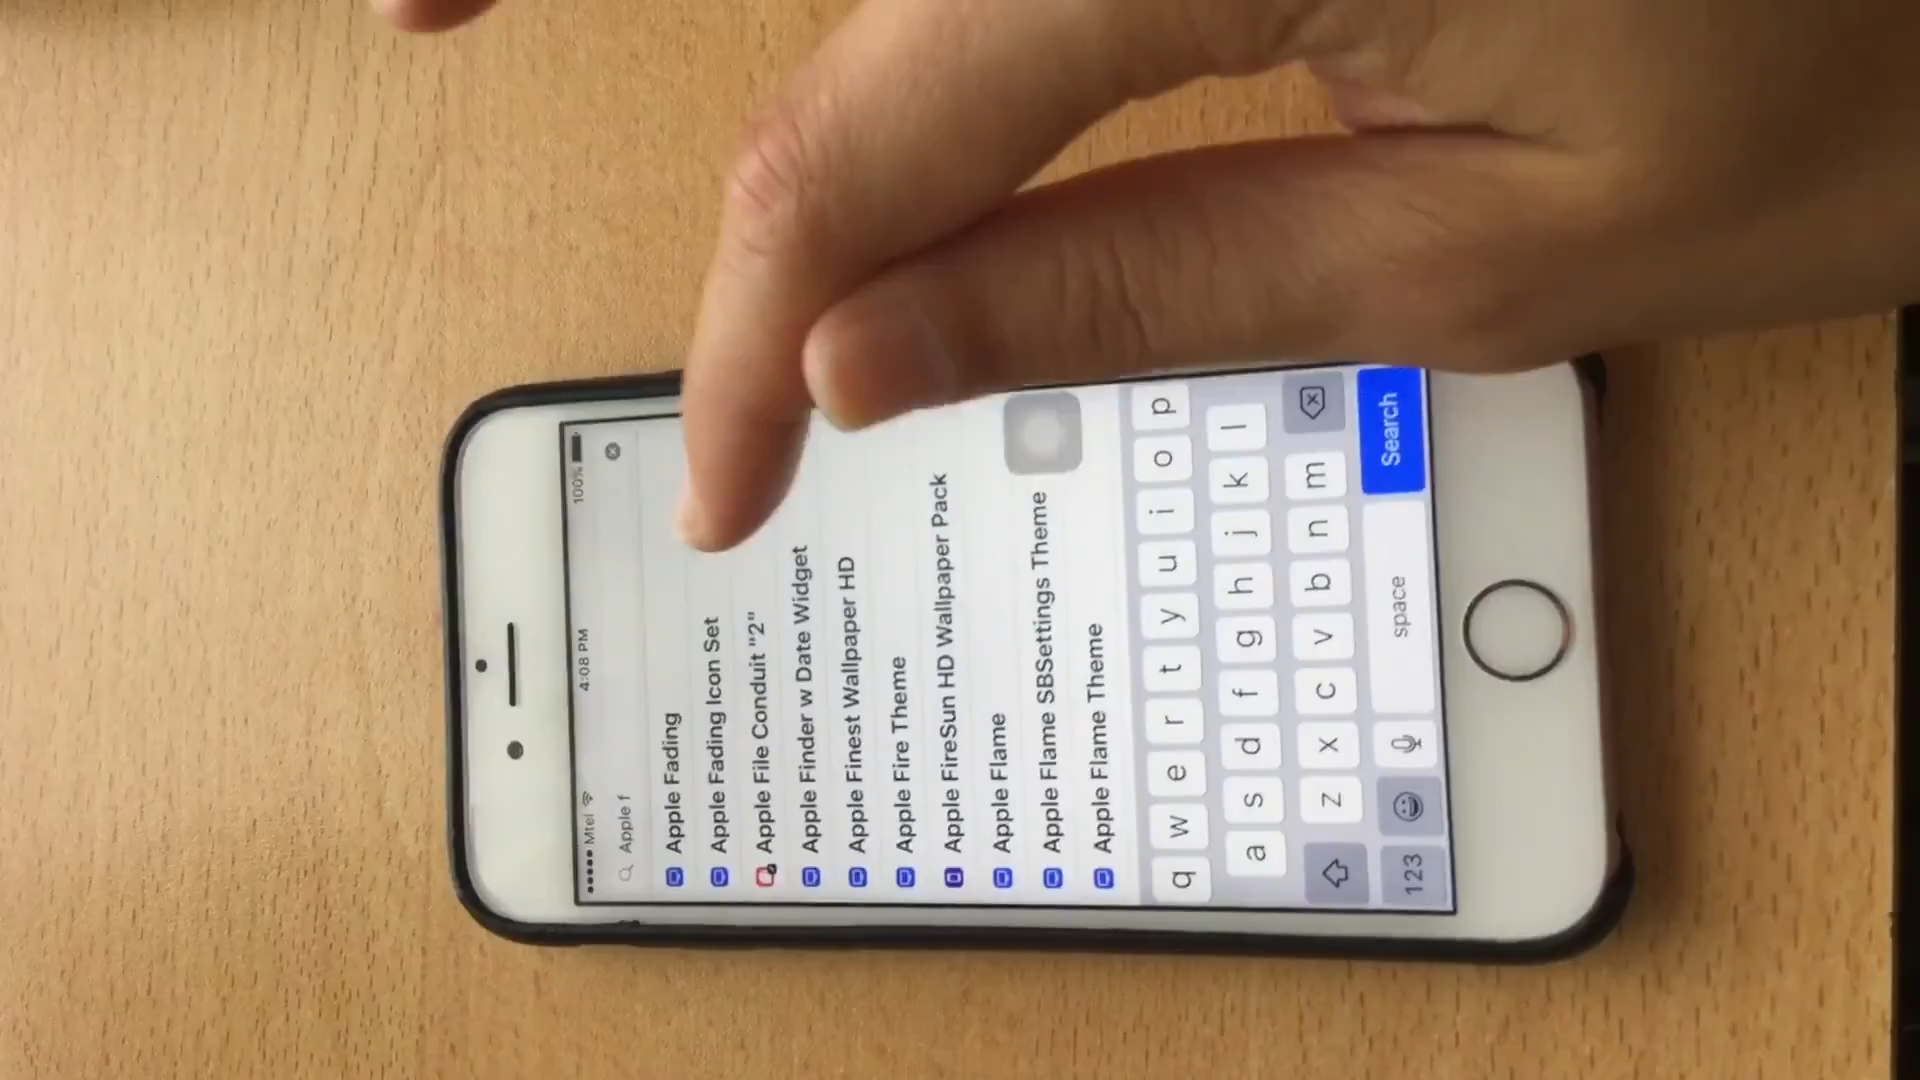 Mtel 4:08 PM 100%
Apple f
Apple Fading
Apple Fading Icon Set
Apple File Conduit "2"
Apple Finder w Date Widget
Apple Finest Wallpaper HD
Apple Fire Theme
Apple FireSun HD Wallpaper Pack
Apple Flame
Apple Flame SBSettings Theme
Apple Flame Theme
q w e r t y u i o p
a s d f g h j k l
z x c v b n m
123 space Search